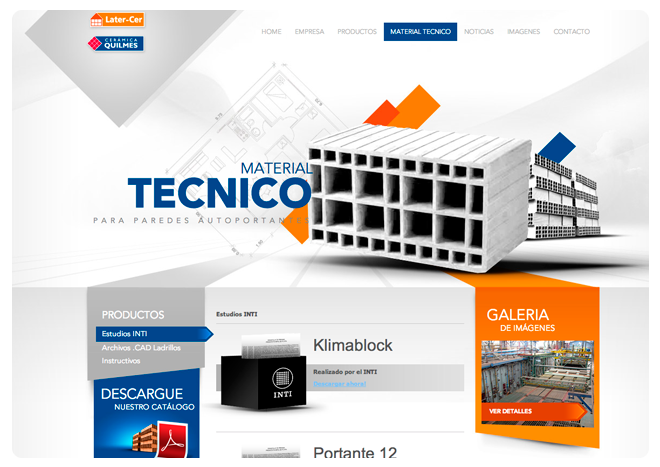 Later-Cer
CERAMICA
QUILMES
HOME EMPRESA PRODUCTOS MATERIAL TECNICO NOTICIAS IMAGENES CONTACTO
MATERIAL
TECNICO
PARA PAREDES AUTOPORTANTES
PRODUCTOS
Estudios INTI
Archivos .CAD Ladrillos
Instructivos
DESCARGUE
NUESTRO CATÁLOGO
Estudios INTI
Klimablock
Realizado por el INTI
Descargar ahora!
INTI
Portante 12
GALERIA
DE IMÁGENES
VER DETALLES